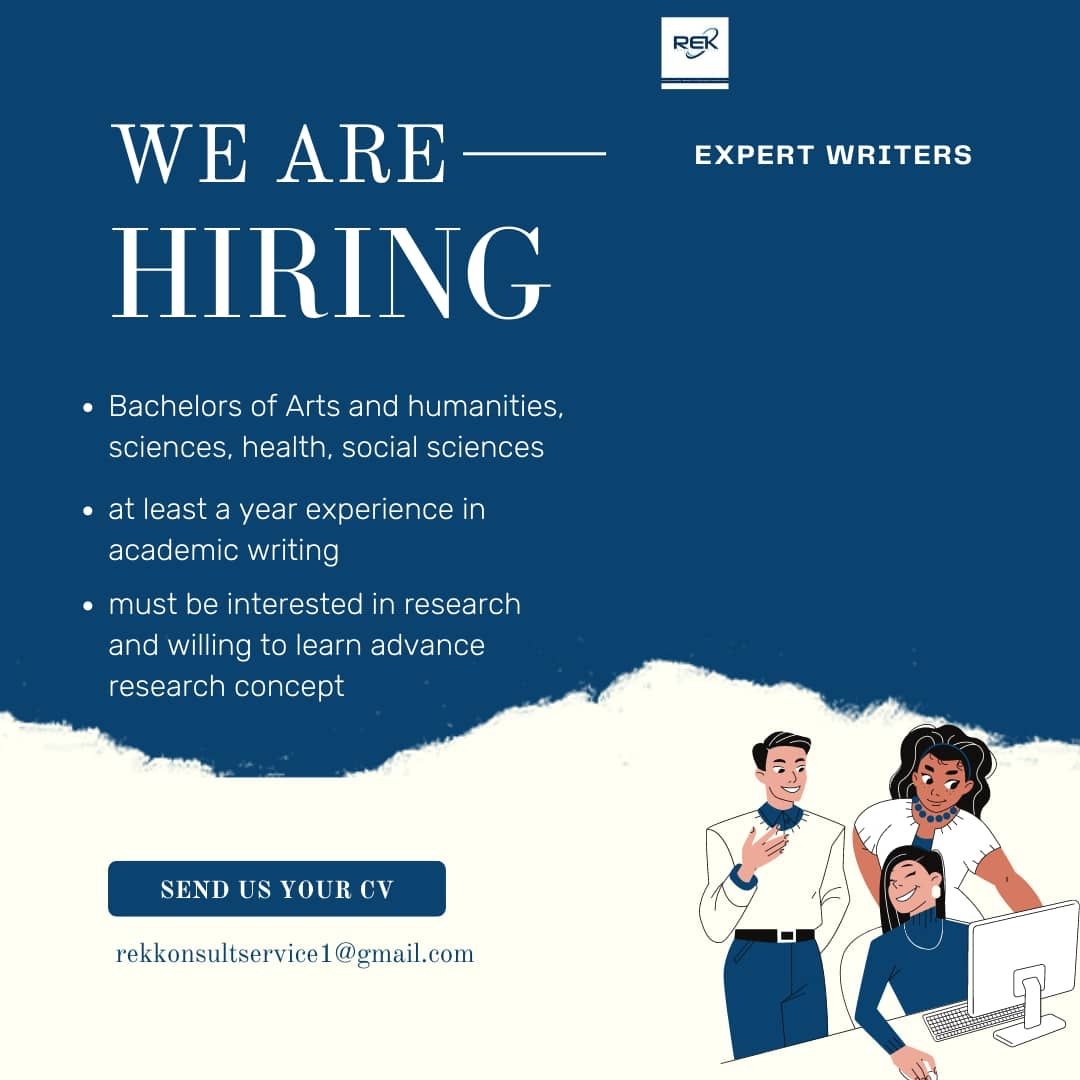 REK
WE ARE
EXPERT WRITERS
HIRING
• Bachelors of Arts and humanities,
sciences, health, social sciences
• at least a year experience in
academic writing
• must be interested in research
and willing to learn advance
research concept
SEND US YOUR CV
rekkonsultservice1@gmail.com